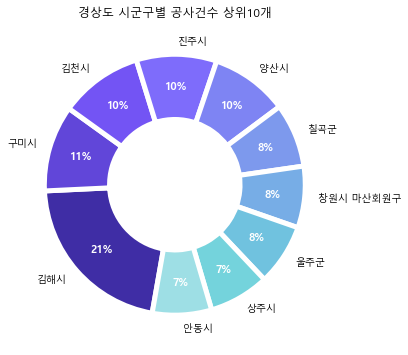 경상도 시군구별 공사건수 상위10개
진주시
10%
양산시
10%
칠곡군
8%
창원시 마산회원구
8%
울주군
8%
상주시
7%
안동시
7%
김해시
21%
구미시
11%
김천시
10%